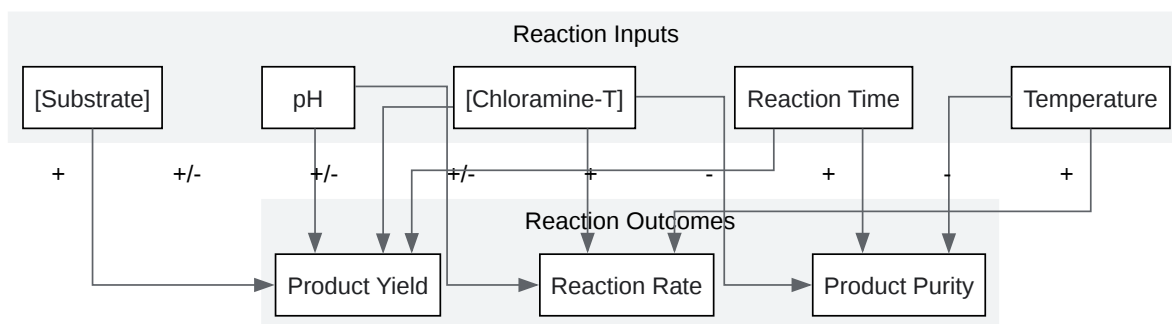 Reaction Inputs
[Substrate]
pH
[Chloramine-T]
Reaction Time
Temperature
+ +/- +/- +/- + - + - +
Reaction Outcomes
Product Yield
Reaction Rate
Product Purity